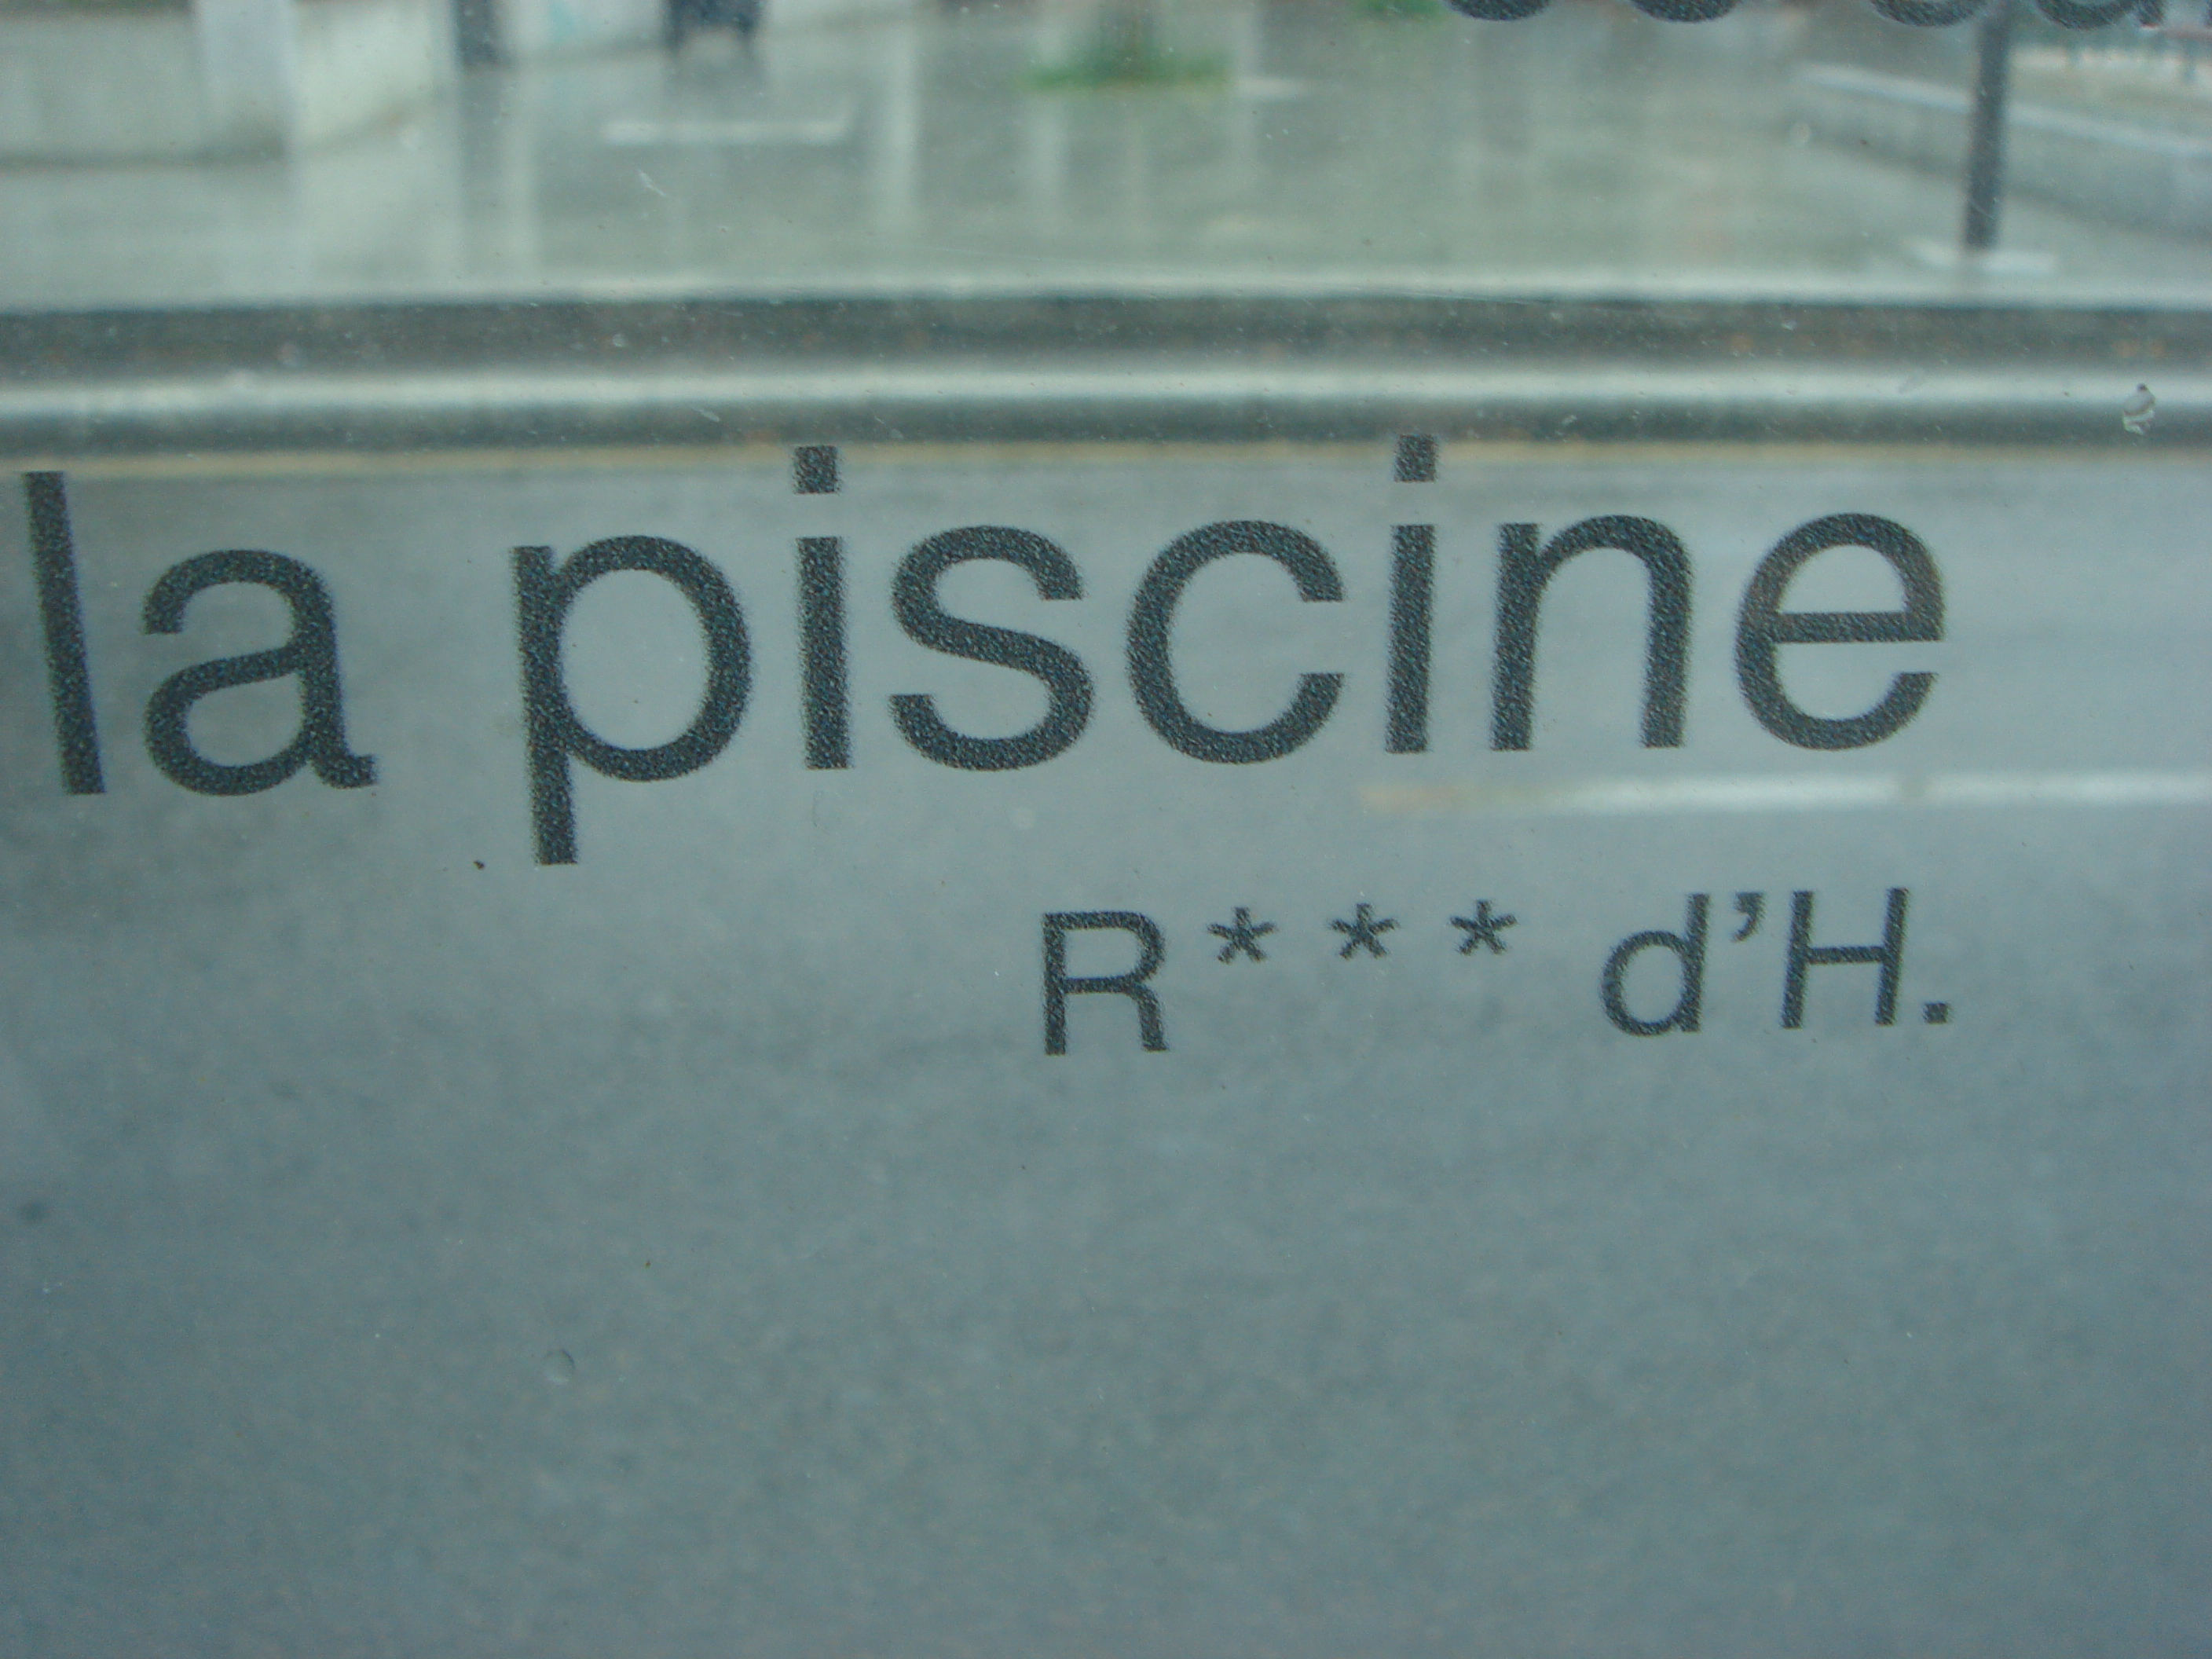 la piscine
R*** d'H.